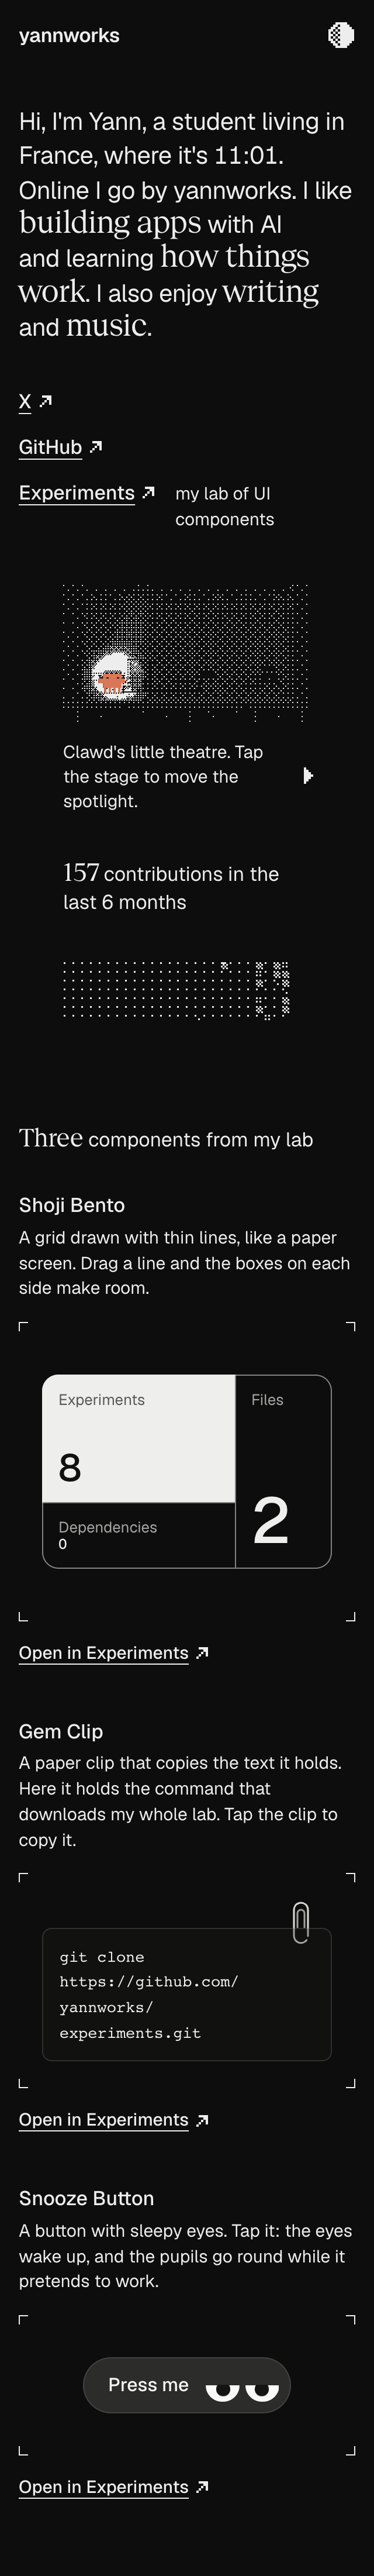 yannworks
Hi, I'm Yann, a student living in
France, where it's 11:01.
Online I go by yannworks. I like
building apps with AI
and learning how things
work. I also enjoy writing
and music.
X
GitHub
Experiments my lab of UI
components
Clawd's little theatre. Tap
the stage to move the
spotlight.
157 contributions in the
last 6 months
Three components from my lab
Shoji Bento
A grid drawn with thin lines, like a paper
screen. Drag a line and the boxes on each
side make room.
Experiments
Files
8
2
Dependencies
0
Open in Experiments
Gem Clip
A paper clip that copies the text it holds.
Here it holds the command that
downloads my whole lab. Tap the clip to
copy it.
git clone
https://github.com/
yannworks/
experiments.git
Open in Experiments
Snooze Button
A button with sleepy eyes. Tap it: the eyes
wake up, and the pupils go round while it
pretends to work.
Press me
Open in Experiments